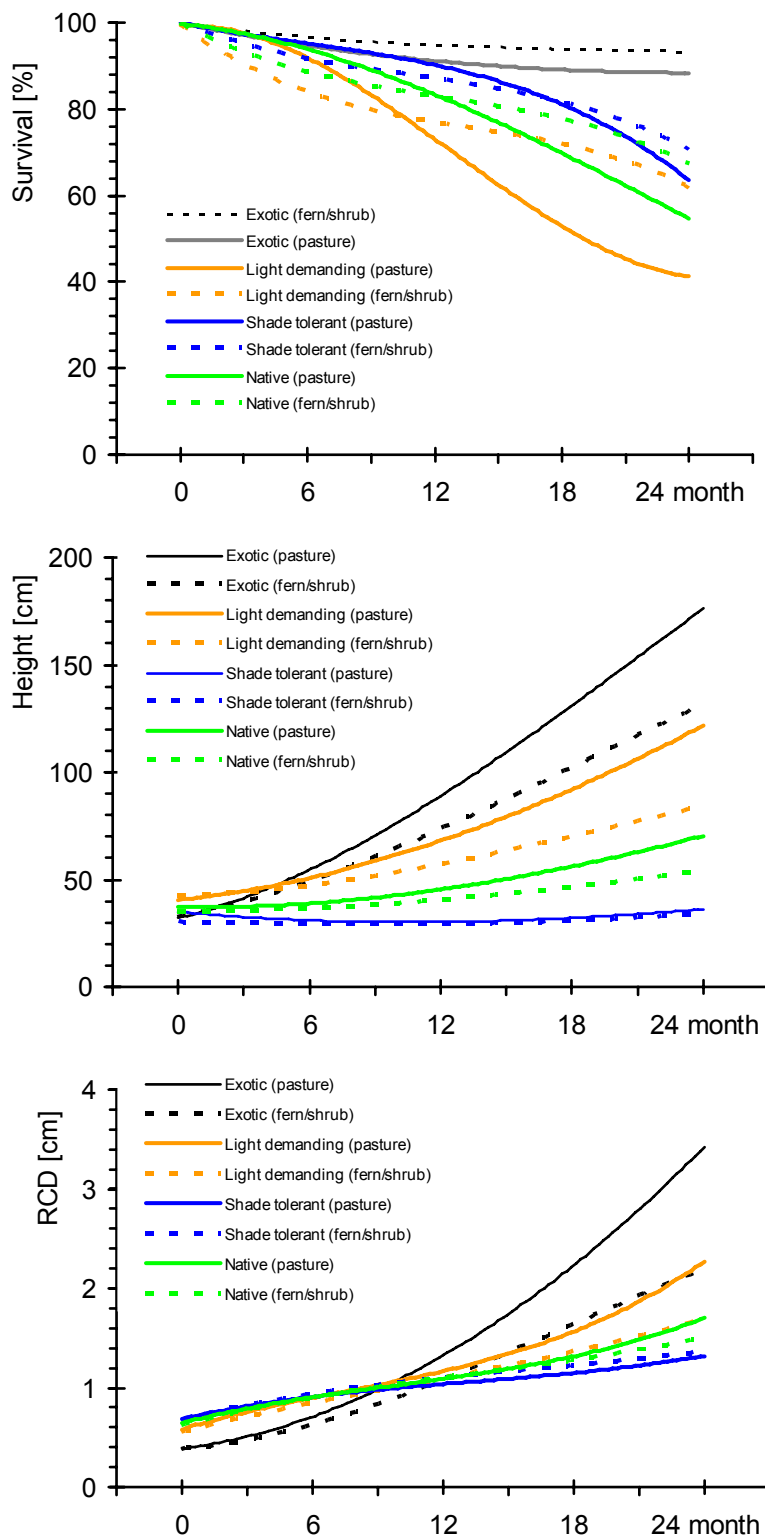 100
80
60
40
20
0
Survival [%]
Exotic (fern/shrub)
Exotic (pasture)
Light demanding (pasture)
Light demanding (fern/shrub)
Shade tolerant (pasture)
Shade tolerant (fern/shrub)
Native (pasture)
Native (fern/shrub)
0 6 12 18 24 month
200
150
100
50
0
Height [cm]
Exotic (pasture)
Exotic (fern/shrub)
Light demanding (pasture)
Light demanding (fern/shrub)
Shade tolerant (pasture)
Shade tolerant (fern/shrub)
Native (pasture)
Native (fern/shrub)
0 6 12 18 24 month
4
3
2
1
0
RCD [cm]
Exotic (pasture)
Exotic (fern/shrub)
Light demanding (pasture)
Light demanding (fern/shrub)
Shade tolerant (pasture)
Shade tolerant (fern/shrub)
Native (pasture)
Native (fern/shrub)
0 6 12 18 24 month